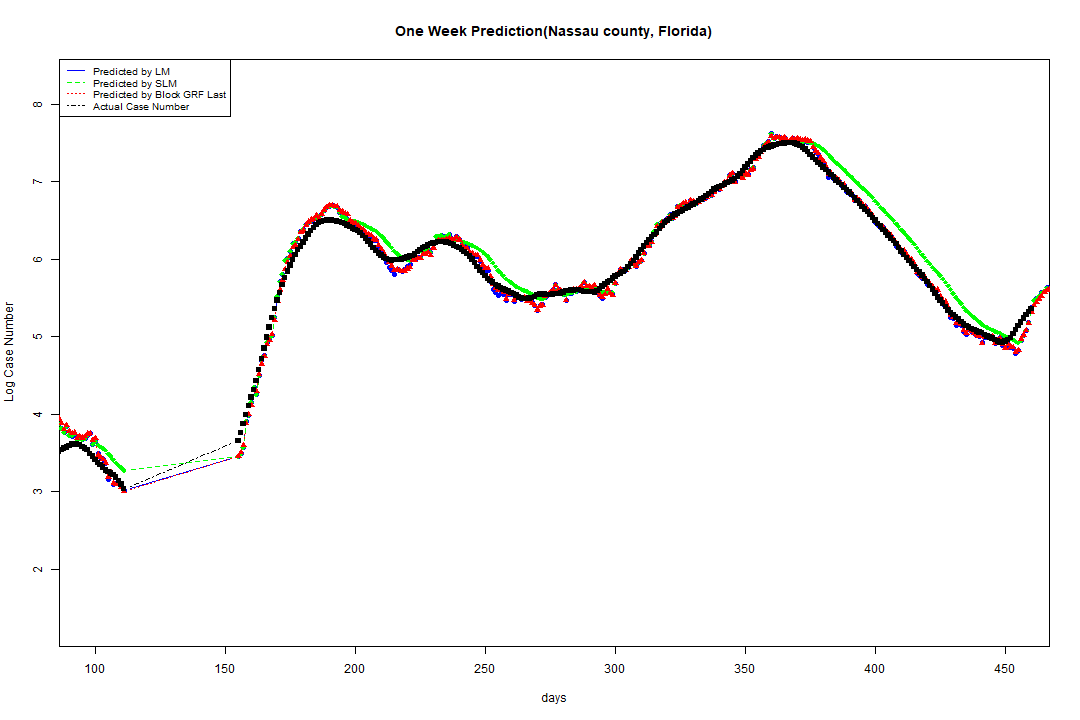 One Week Prediction(Nassau county, Florida)
Predicted by LM
Predicted by SLM
Predicted by Block GRF Last
Actual Case Number
8
7
6
5
4
3
2
Log Case Number
100 150 200 250 300 350 400 450
days